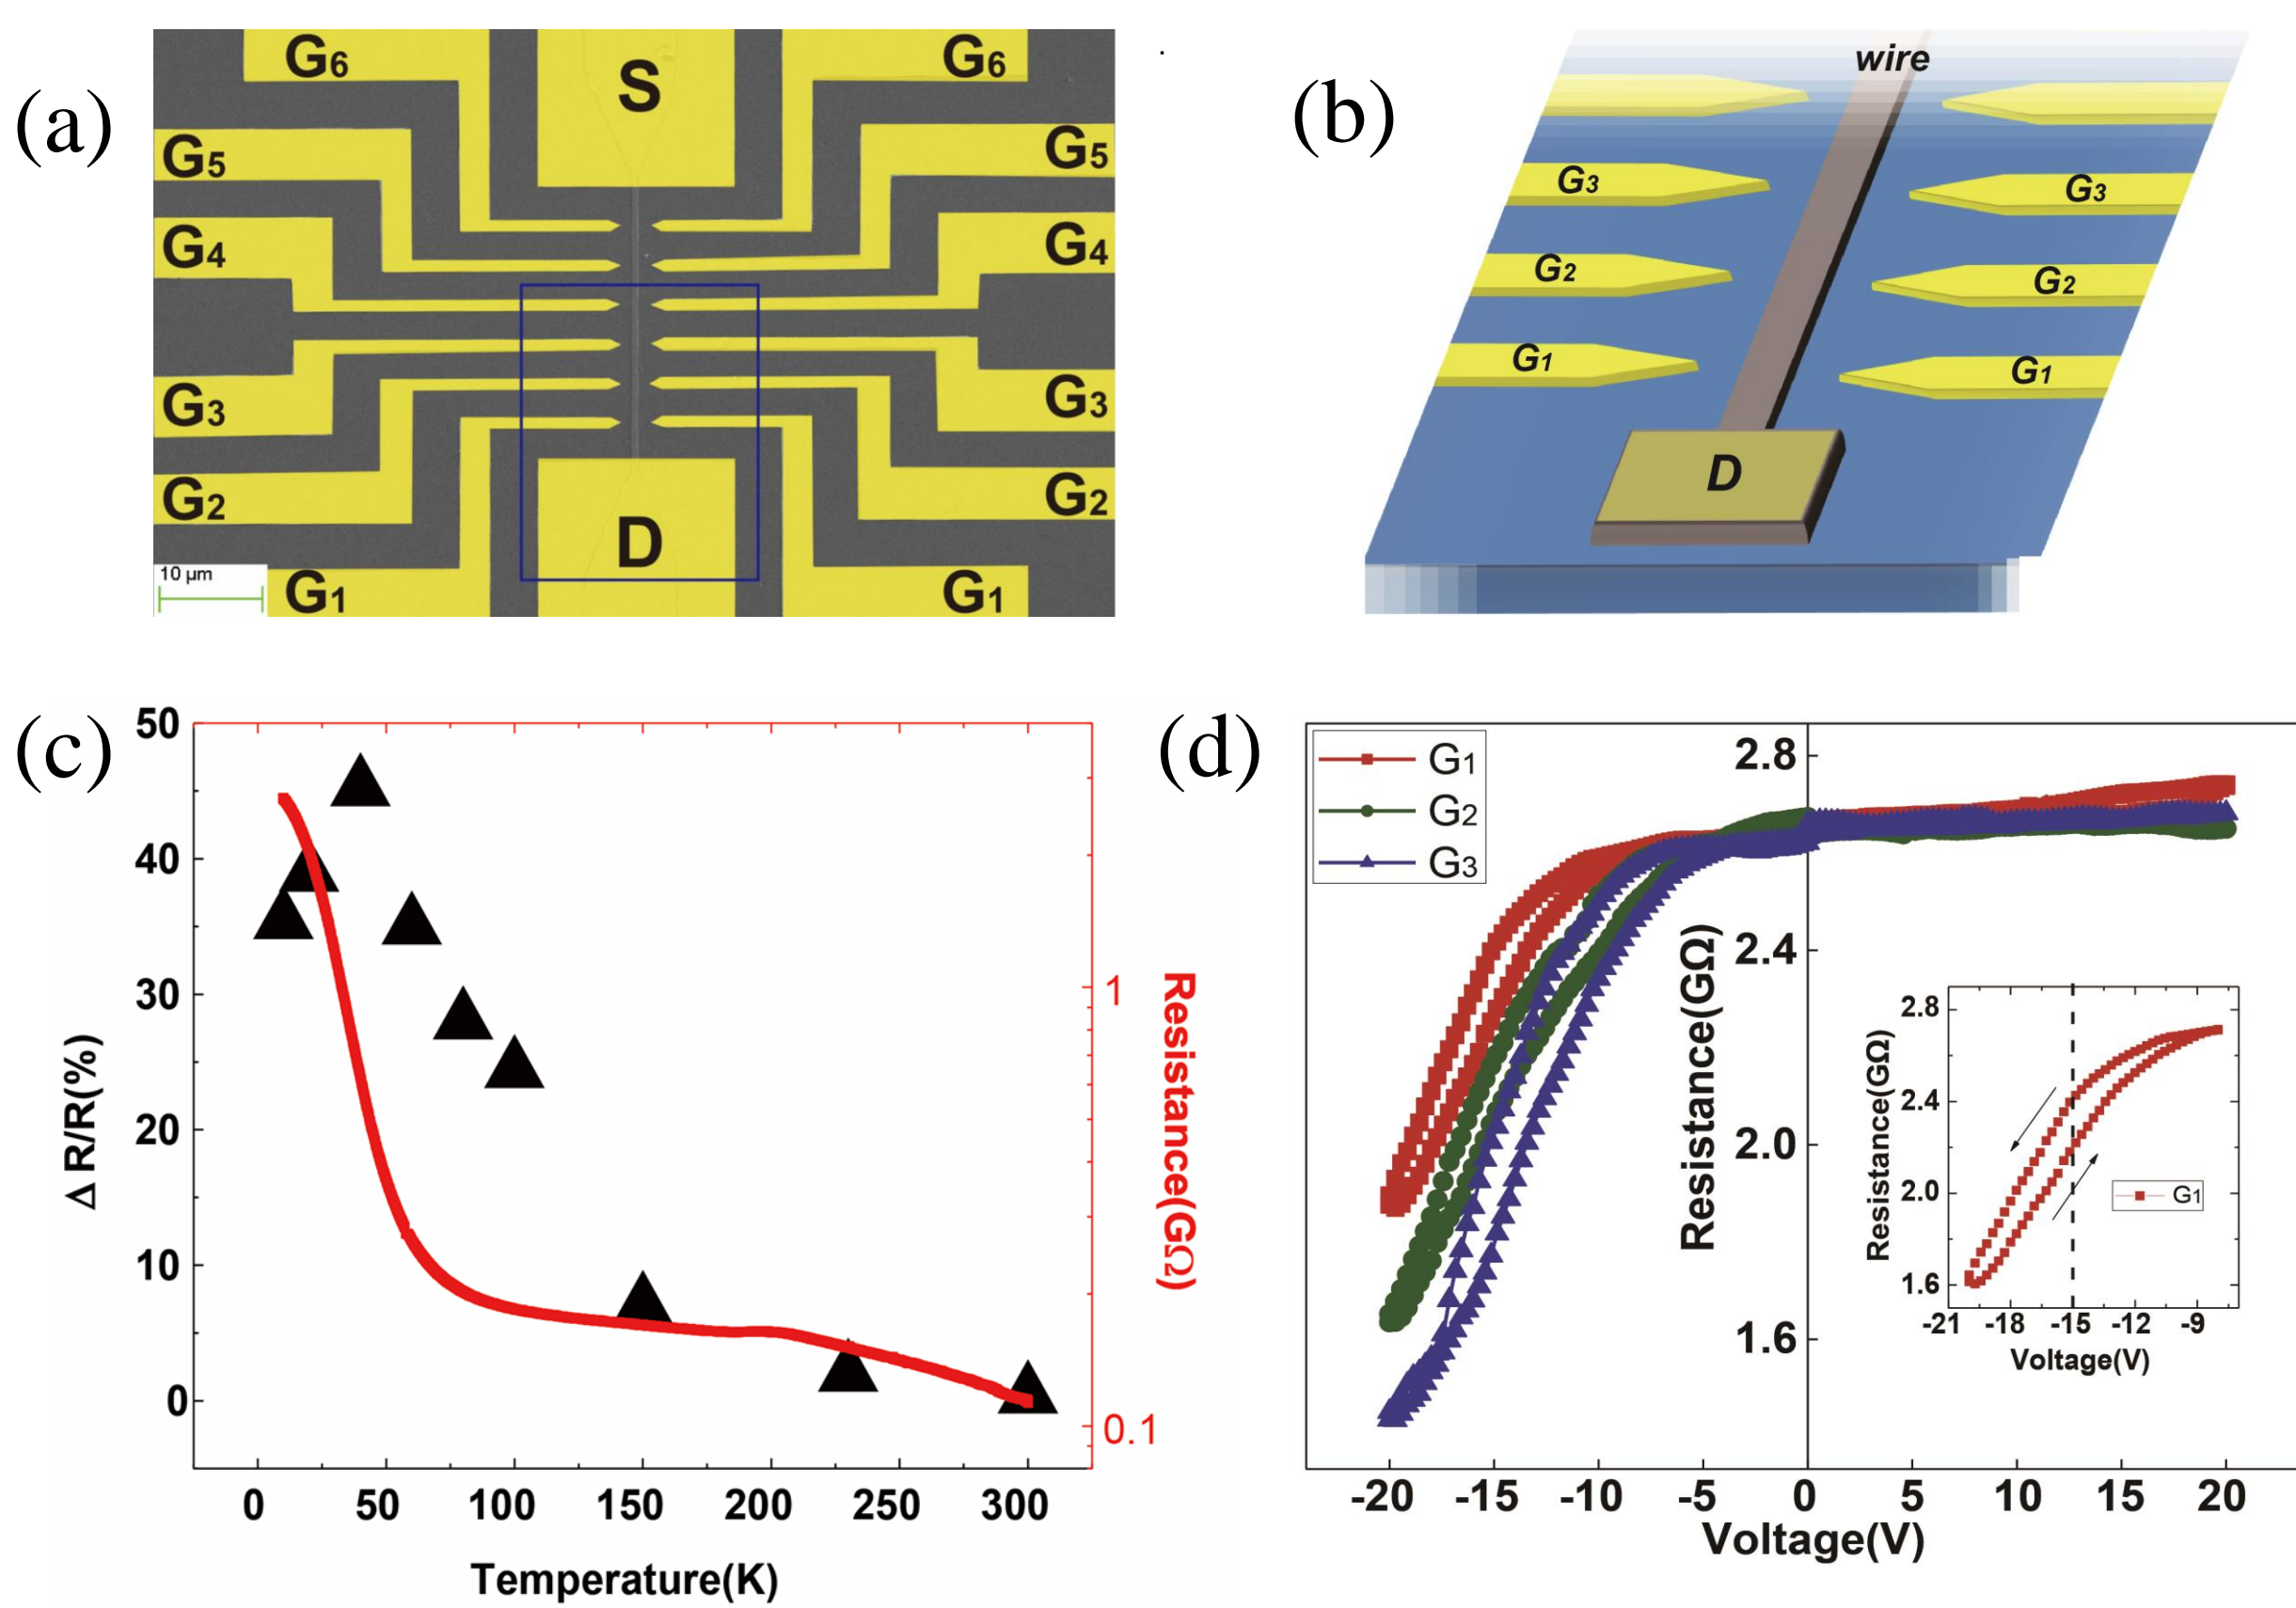 (a)
G6 S G6
G5 G5
G4 G4
G3 G3
G2 G2
D
10 μm
G1 G1
(b)
wire
G3 G3
G2 G2
G1 G1
D
(c)
50
40
30
20
10
0
Δ R/R(%)
1
0.1
Resistance(GΩ)
0 50 100 150 200 250 300
Temperature(K)
(d)
G1
G2
G3
2.8
2.4
2.0
1.6
Resistance(GΩ)
-20 -15 -10 -5 0 5 10 15 20
Voltage(V)
2.8
2.4
2.0
1.6
Resistance(GΩ)
G1
-21 -18 -15 -12 -9
Voltage(V)